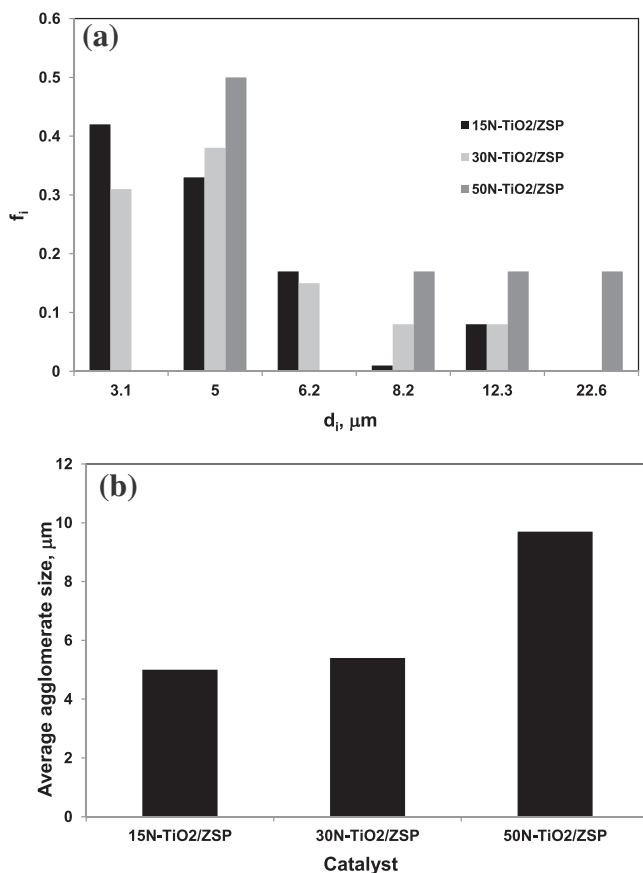 (a)
0.6
0.5
0.4
0.3
0.2
0.1
0
fi
15N-TiO2/ZSP
30N-TiO2/ZSP
50N-TiO2/ZSP
3.1 5 6.2 8.2 12.3 22.6
di, μm
(b)
12
10
8
6
4
2
0
Average agglomerate size, μm
15N-TiO2/ZSP 30N-TiO2/ZSP 50N-TiO2/ZSP
Catalyst